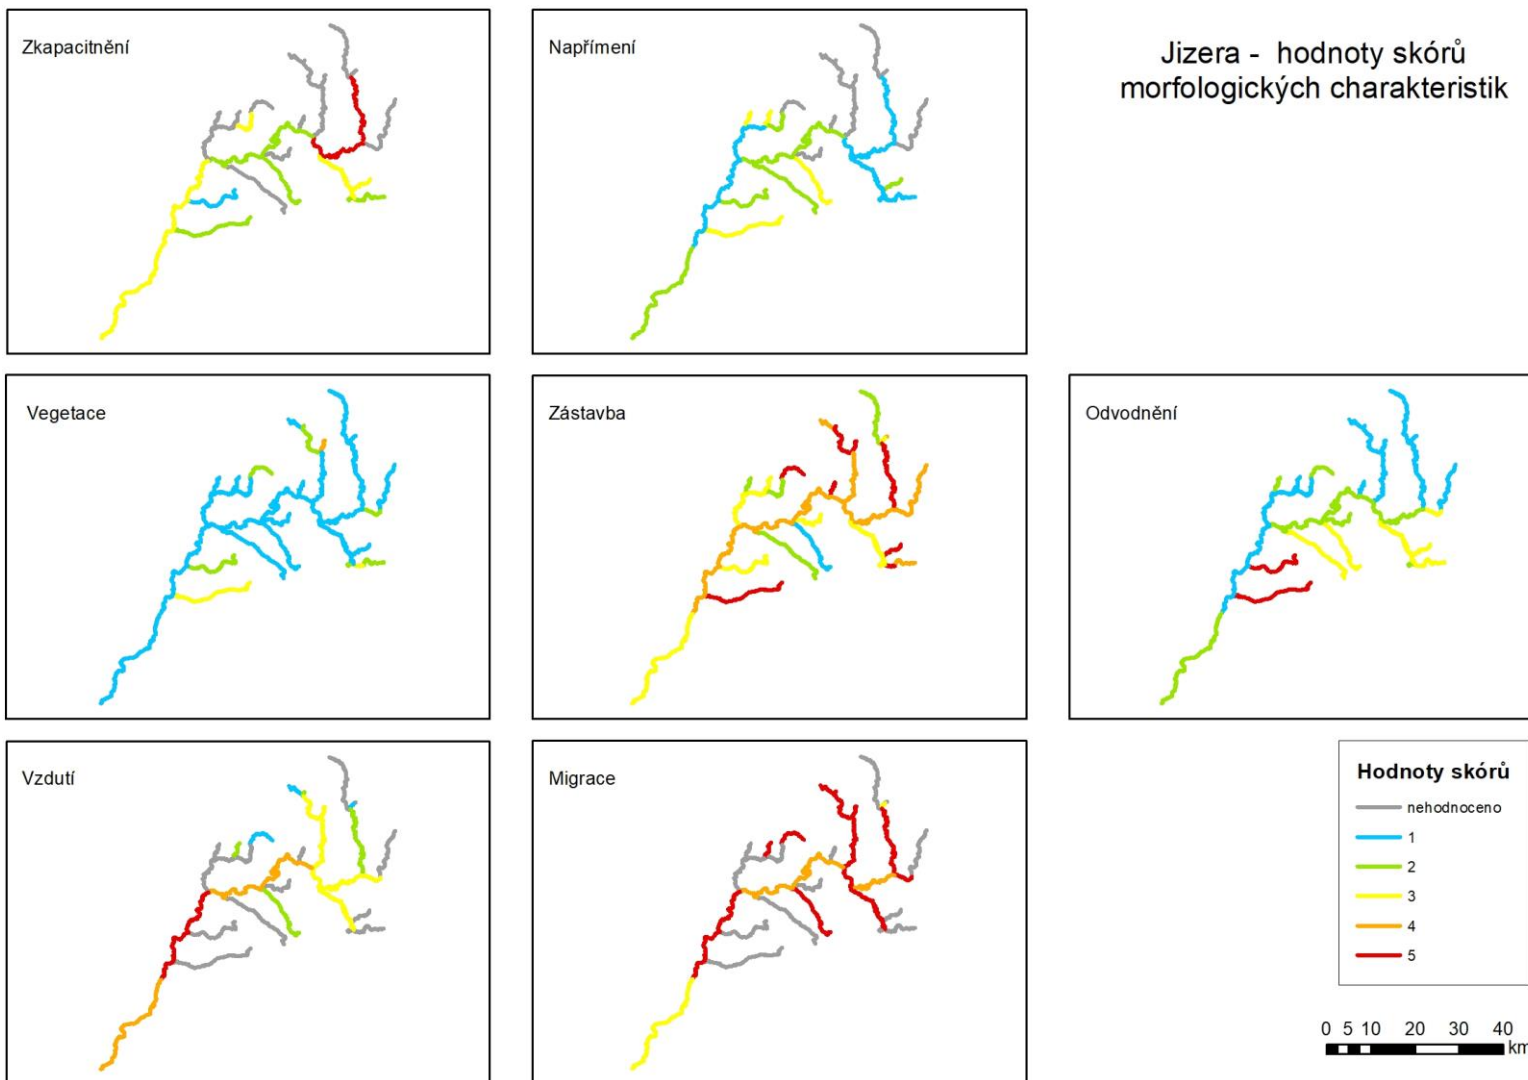 Zkapacitnění
Napřímení
Jizera - hodnoty skórů
morfologických charakteristik
Vegetace
Zástavba
Odvodnění
Vzdutí
Migrace
Hodnoty skórů
nehodnoceno
1
2
3
4
5
0 5 10 20 30 40
km